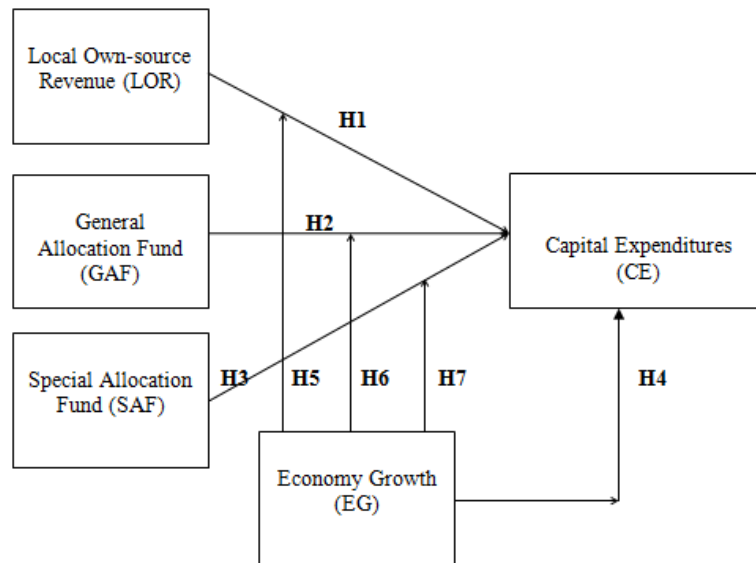 Local Own-source
Revenue (LOR)
H1
General
Allocation Fund
(GAF)
H2
Capital Expenditures
(CE)
Special Allocation
Fund (SAF)
H3
H5
H6
H7
H4
Economy Growth
(EG)